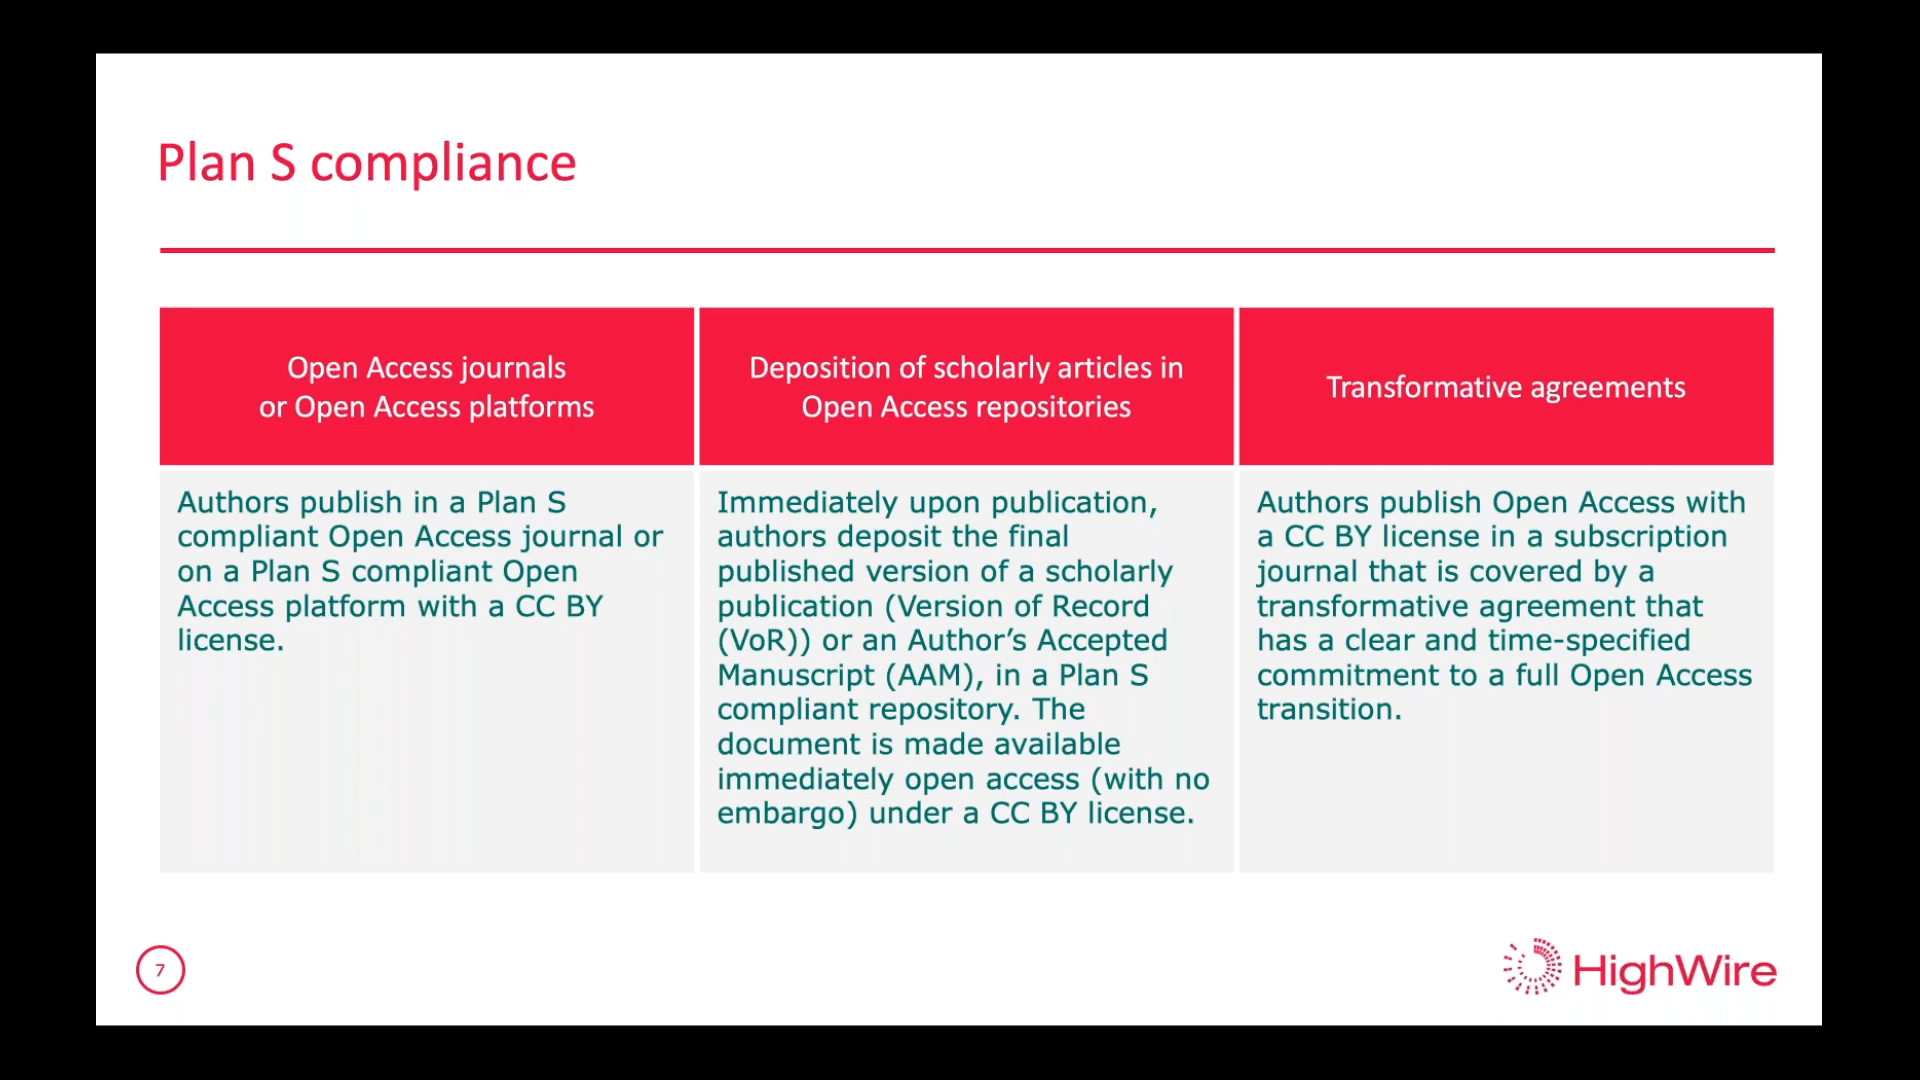 Plan S compliance
Open Access journals
or Open Access platforms
Deposition of scholarly articles in
Open Access repositories
Transformative agreements
Authors publish in a Plan S
compliant Open Access journal or
on a Plan S compliant Open
Access platform with a CC BY
license.
Immediately upon publication,
authors deposit the final
published version of a scholarly
publication (Version of Record
(VoR)) or an Author’s Accepted
Manuscript (AAM), in a Plan S
compliant repository. The
document is made available
immediately open access (with no
embargo) under a CC BY license.
Authors publish Open Access with
a CC BY license in a subscription
journal that is covered by a
transformative agreement that
has a clear and time-specified
commitment to a full Open Access
transition.
7
HighWire